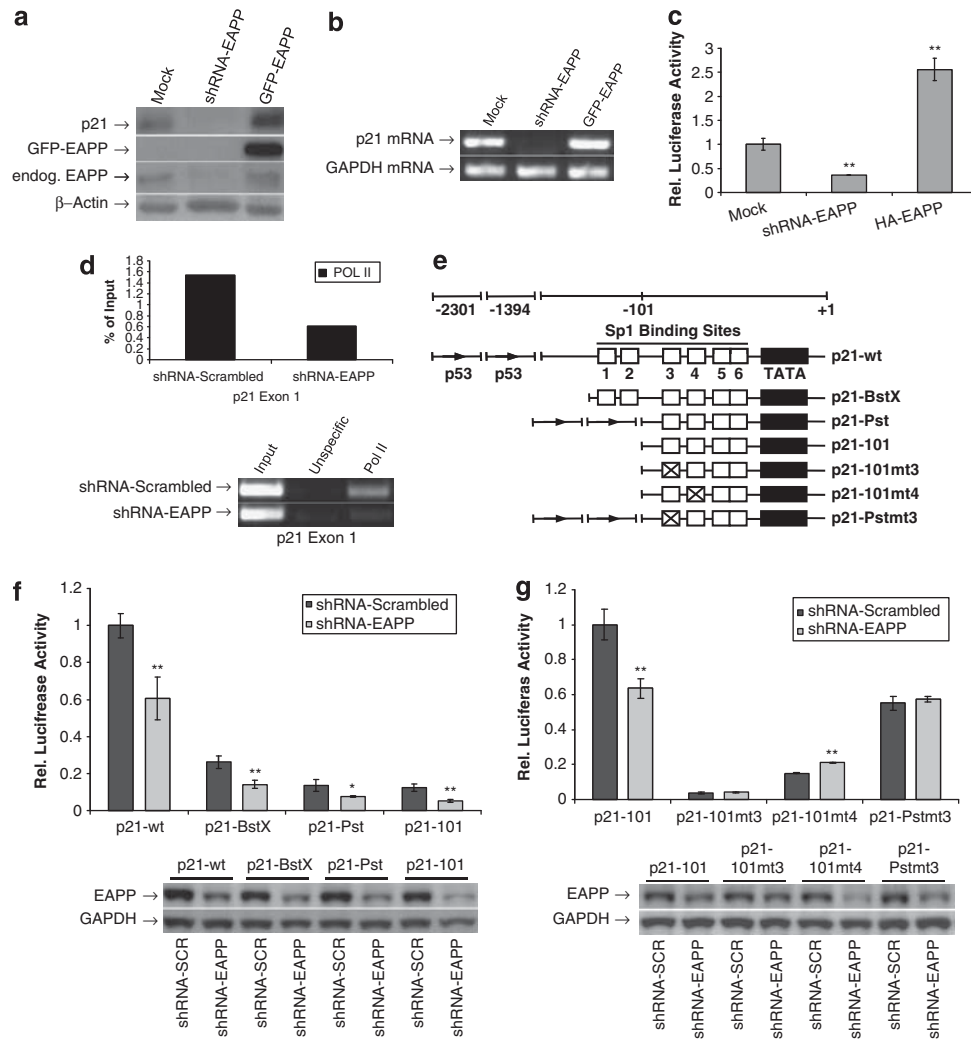 a
Mock
shRNA-EAPP
GFP-EAPP
p21 →
GFP-EAPP →
endog. EAPP →
β–Actin →
b
Mock
shRNA-EAPP
GFP-EAPP
p21 mRNA →
GAPDH mRNA →
c
Rel. Luciferase Activity
3
2.5
2
1.5
1
0.5
0
**
**
Mock
shRNA-EAPP
HA-EAPP
d
% of Input
1.8
1.6
1.4
1.2
1.0
0.8
0.6
0.4
0.2
0
POL II
shRNA-Scrambled
shRNA-EAPP
p21 Exon 1
Input
Unspecific
Pol II
shRNA-Scrambled →
shRNA-EAPP →
p21 Exon 1
e
-2301 -1394 -101 +1
Sp1 Binding Sites
p21-wt
p53 p53 1 2 3 4 5 6 TATA
p21-BstX
p21-Pst
p21-101
p21-101mt3
p21-101mt4
p21-Pstmt3
f
Rel. Lucifrease Activity
1.2
1
0.8
0.6
0.4
0.2
0
shRNA-Scrambled
shRNA-EAPP
**
**
*
**
p21-wt p21-BstX p21-Pst p21-101
p21-wt p21-BstX p21-Pst p21-101
EAPP →
GAPDH →
shRNA-SCR
shRNA-EAPP
shRNA-SCR
shRNA-EAPP
shRNA-SCR
shRNA-EAPP
shRNA-SCR
shRNA-EAPP
g
Rel. Luciferas Activity
1.2
1
0.8
0.6
0.4
0.2
0
shRNA-Scrambled
shRNA-EAPP
**
**
p21-101 p21-101mt3 p21-101mt4 p21-Pstmt3
p21-101 p21-101mt3 p21-101mt4 p21-Pstmt3
EAPP →
GAPDH →
shRNA-SCR
shRNA-EAPP
shRNA-SCR
shRNA-EAPP
shRNA-SCR
shRNA-EAPP
shRNA-SCR
shRNA-EAPP